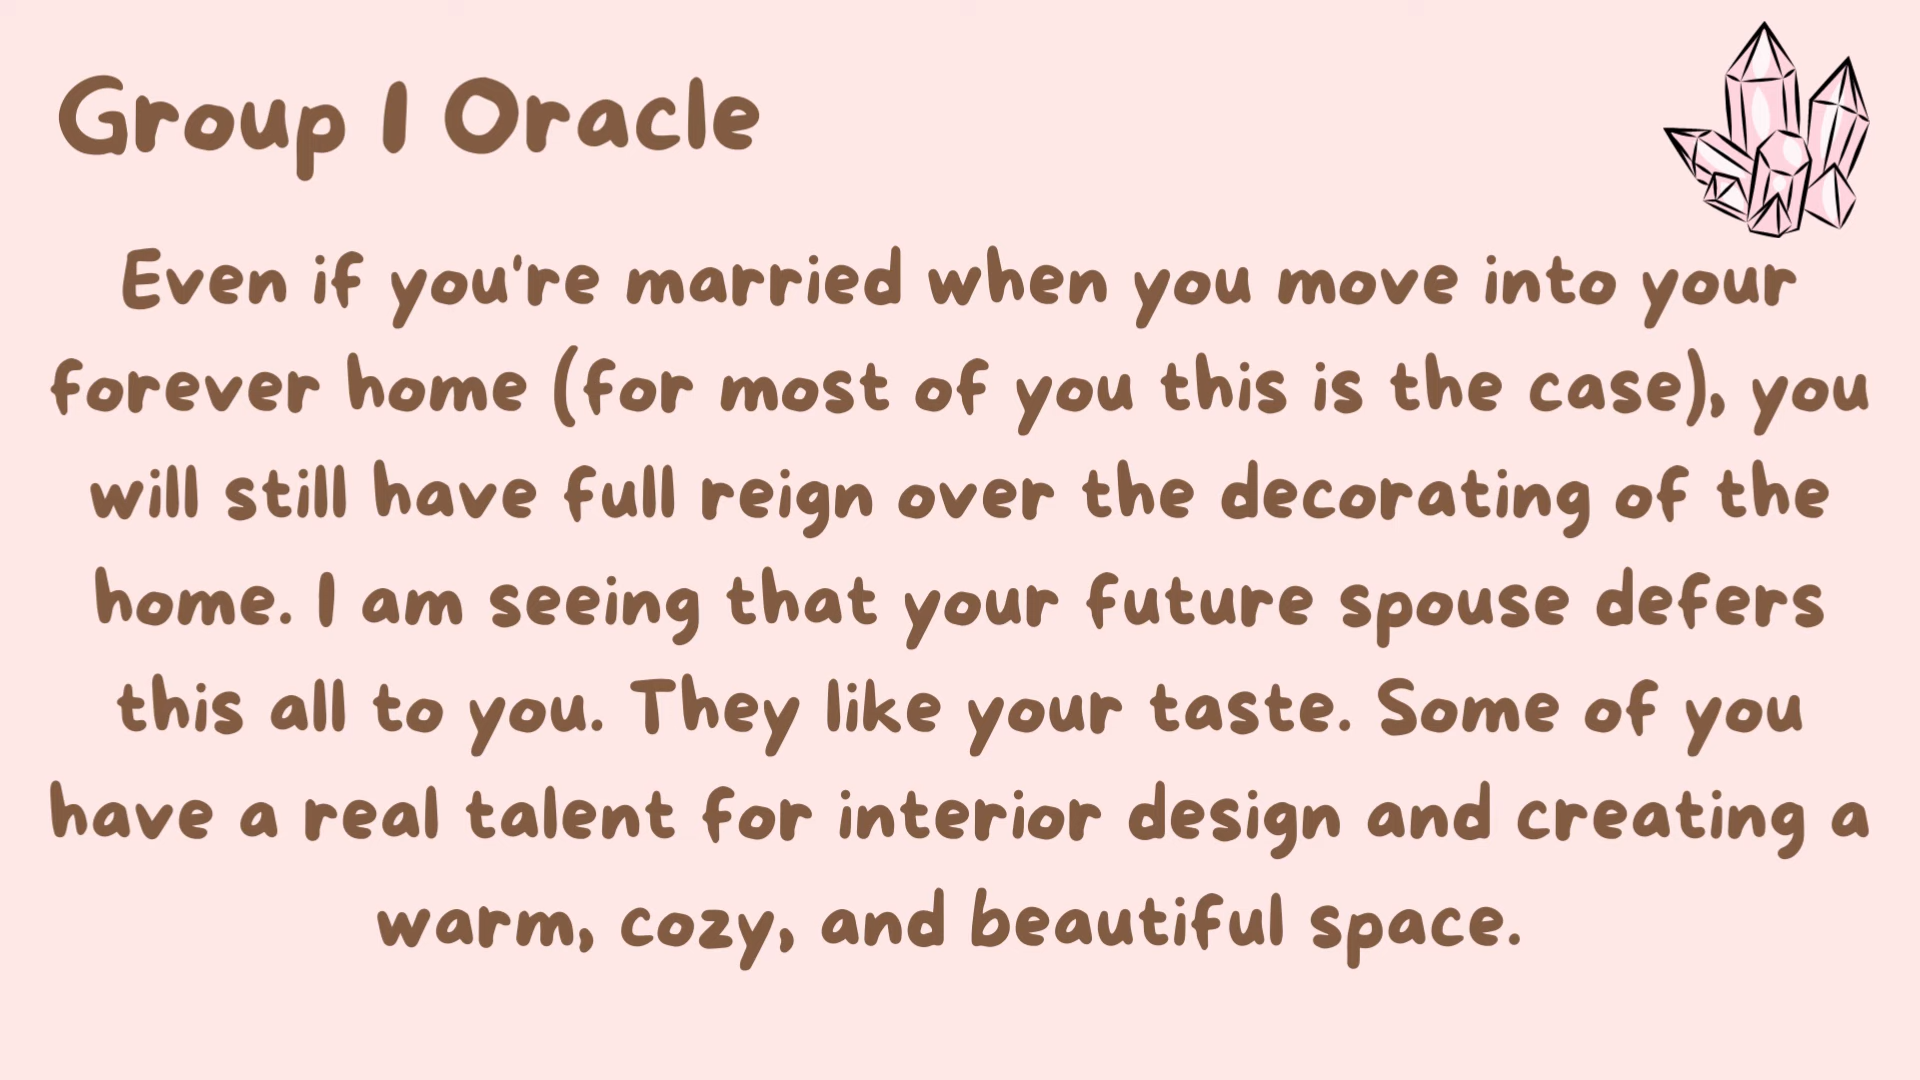 Group 1 Oracle
Even if you're married when you move into your
forever home (for most of you this is the case), you
will still have full reign over the decorating of the
home. I am seeing that your future spouse defers
this all to you. They like your taste. Some of you
have a real talent for interior design and creating a
warm, cozy, and beautiful space.